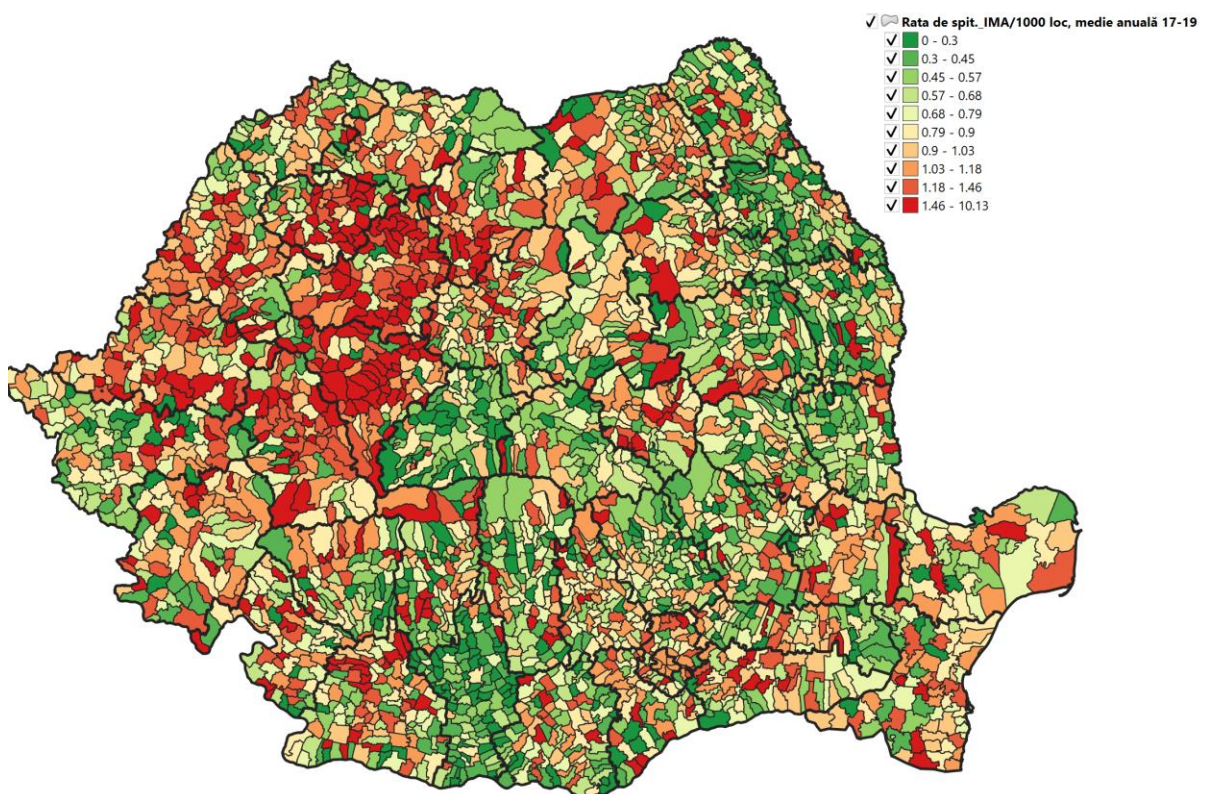 Rata de spit._IMA/1000 loc, medie anuală 17-19
0 - 0.3
0.3 - 0.45
0.45 - 0.57
0.57 - 0.68
0.68 - 0.79
0.79 - 0.9
0.9 - 1.03
1.03 - 1.18
1.18 - 1.46
1.46 - 10.13